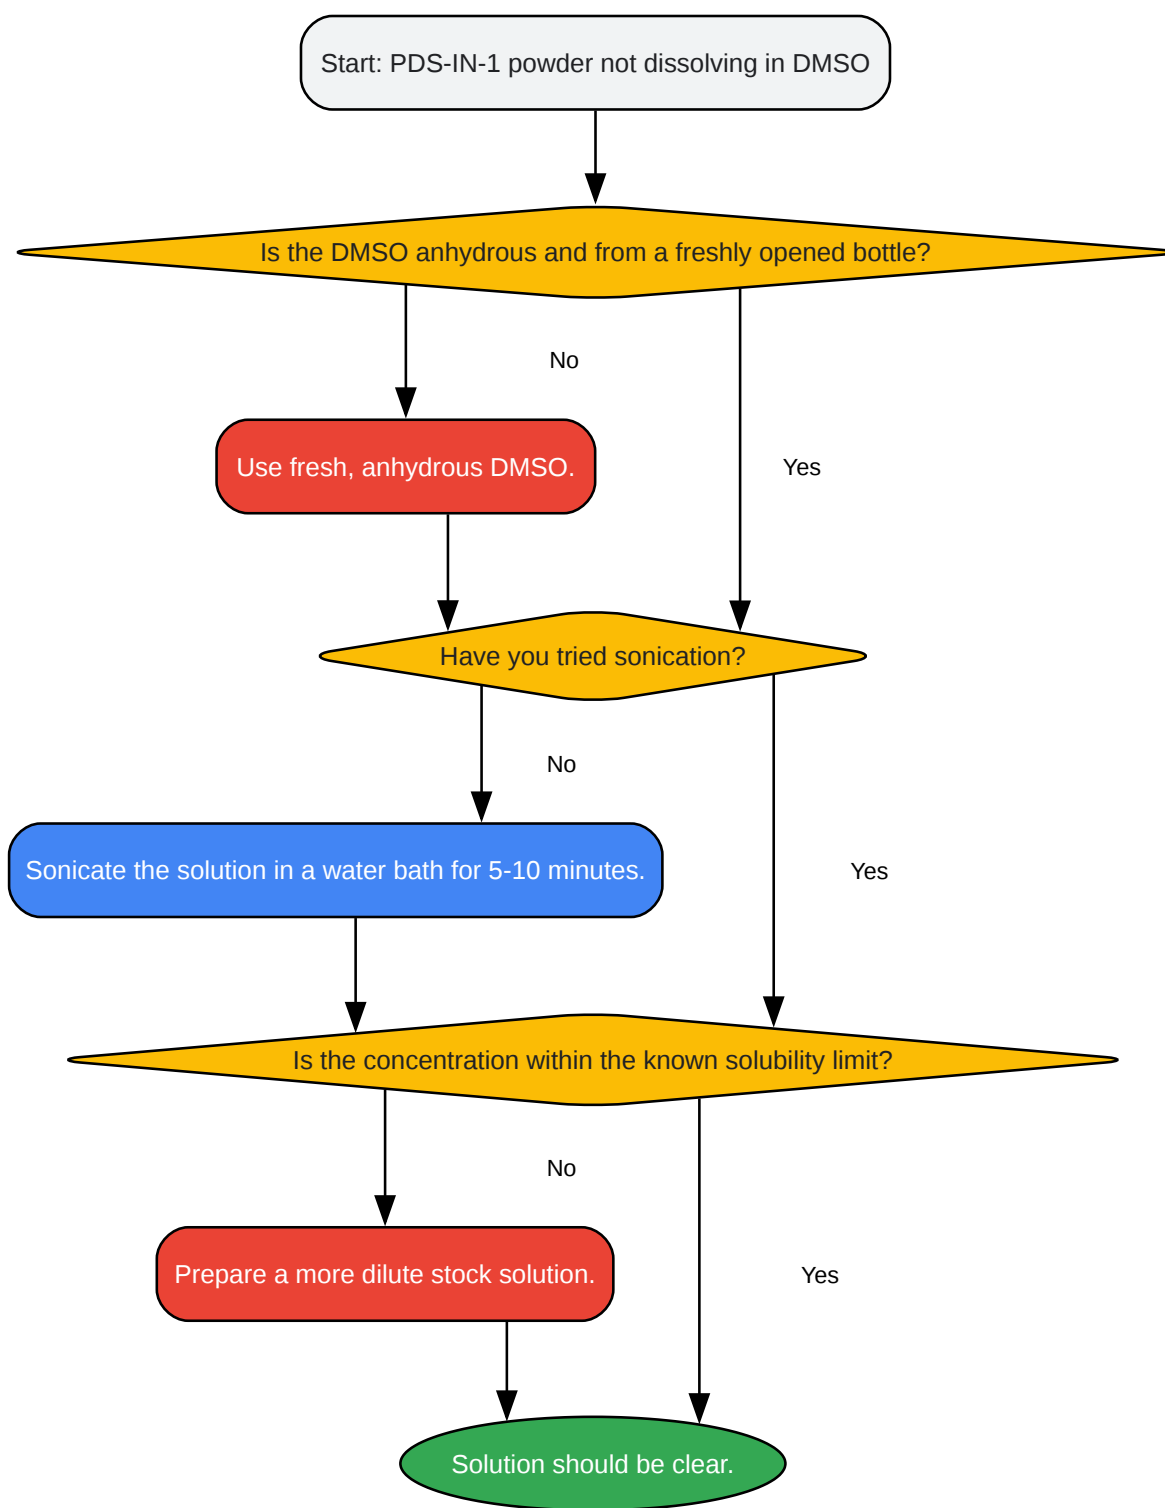 Start: PDS-IN-1 powder not dissolving in DMSO
Is the DMSO anhydrous and from a freshly opened bottle?
No
Use fresh, anhydrous DMSO.
Yes
Have you tried sonication?
No
Sonicate the solution in a water bath for 5-10 minutes.
Yes
Is the concentration within the known solubility limit?
No
Prepare a more dilute stock solution.
Yes
Solution should be clear.